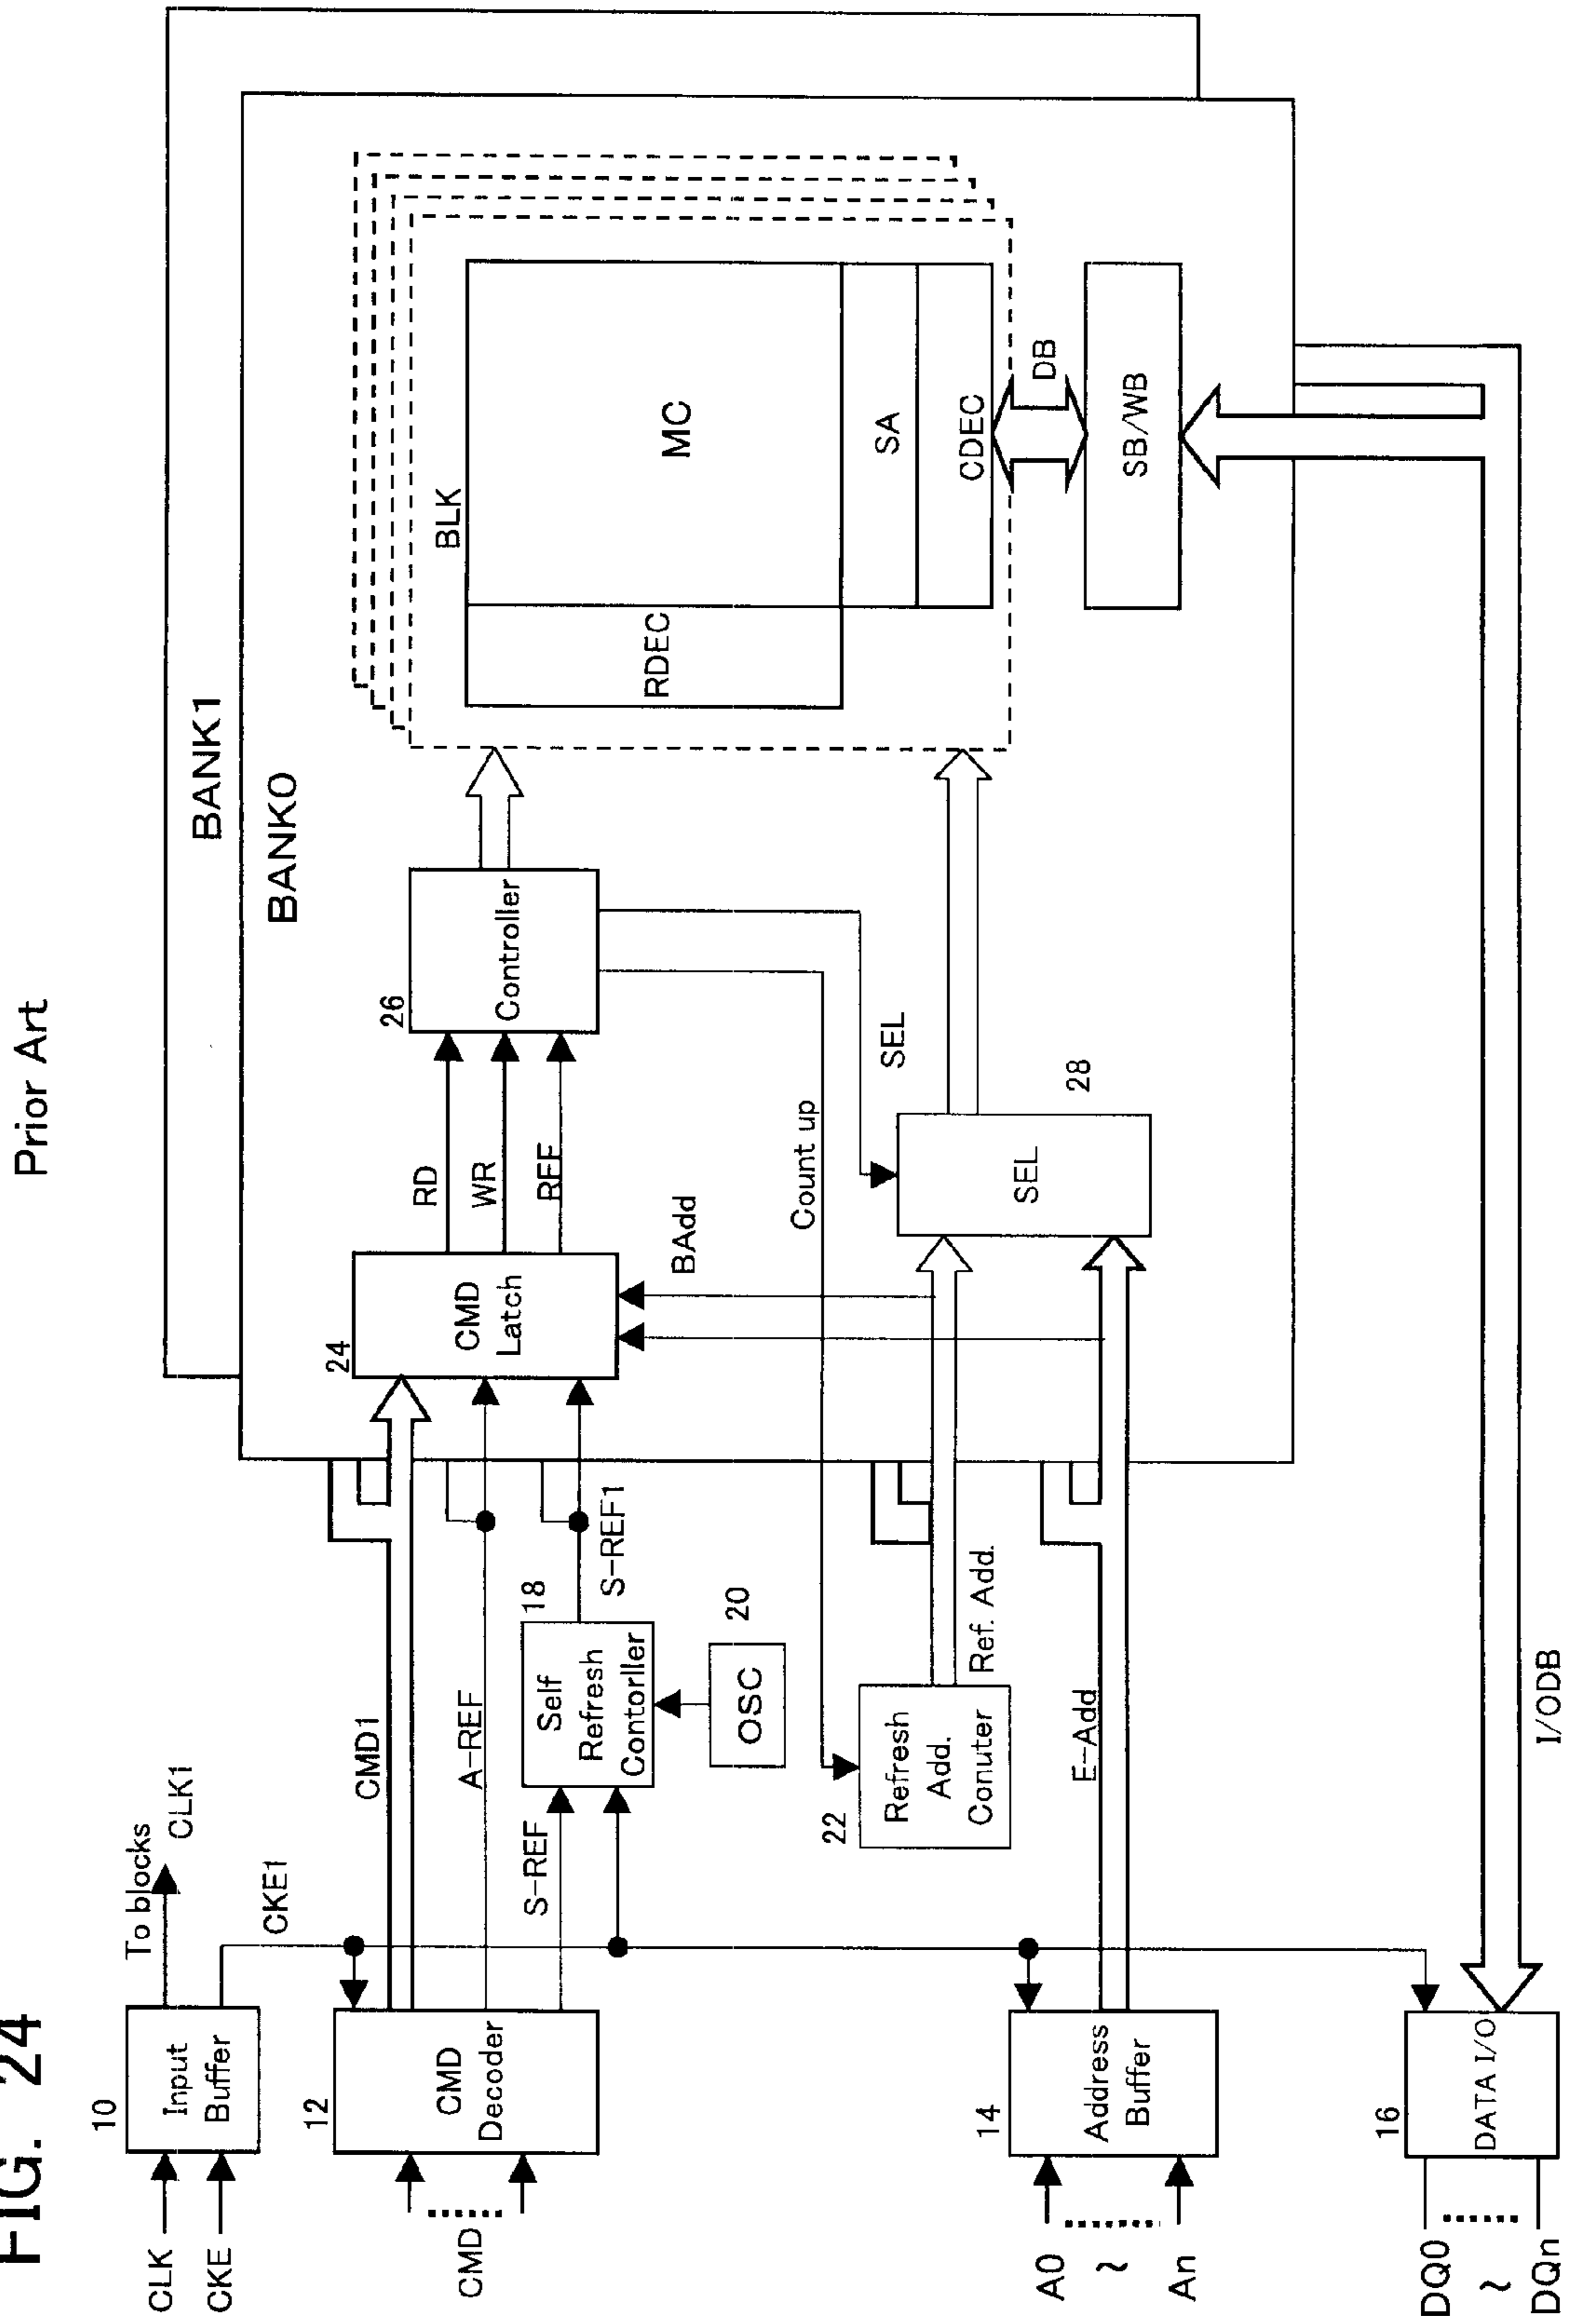 FIG. 24
Prior Art
CLK
CKE
10
Input
Buffer
To blocks
CLK1
CKE1
CMD
12
CMD
Decoder
CMD1
A-REF
S-REF
18
Self
Refresh
Contorller
S-REF1
20
OSC
22
Refresh
Add.
Conuter
Ref. Add.
A0
~
An
14
Address
Buffer
E-Add
DQ0
~
DQn
16
DATA I/O
I/ODB
BANK1
BANK0
24
CMD
Latch
RD
WR
REF
BAdd
26
Controller
Count up
SEL
SEL
28
BLK
MC
RDEC
SA
CDEC
DB
SB/WB